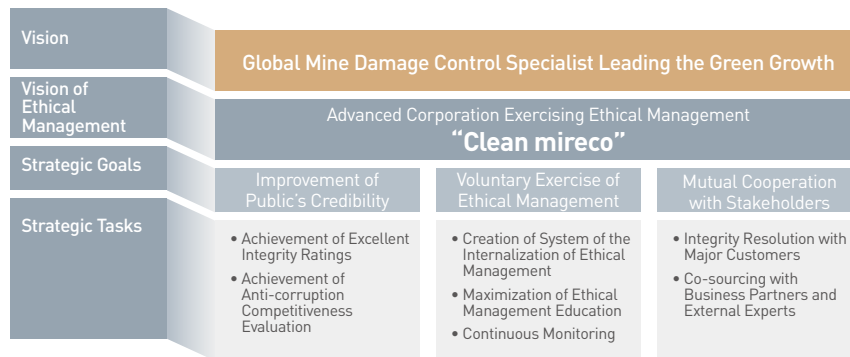 Vision
Global Mine Damage Control Specialist Leading the Green Growth
Vision of
Ethical
Management
Advanced Corporation Exercising Ethical Management
“Clean mireco”
Strategic Goals
Improvement of
Public's Credibility
Voluntary Exercise of
Ethical Management
Mutual Cooperation
with Stakeholders
Strategic Tasks
• Achievement of Excellent
Integrity Ratings
• Achievement of
Anti-corruption
Competitiveness
Evaluation
• Creation of System of the
Internalization of Ethical
Management
• Maximization of Ethical
Management Education
• Continuous Monitoring
• Integrity Resolution with
Major Customers
• Co-sourcing with
Business Partners and
External Experts